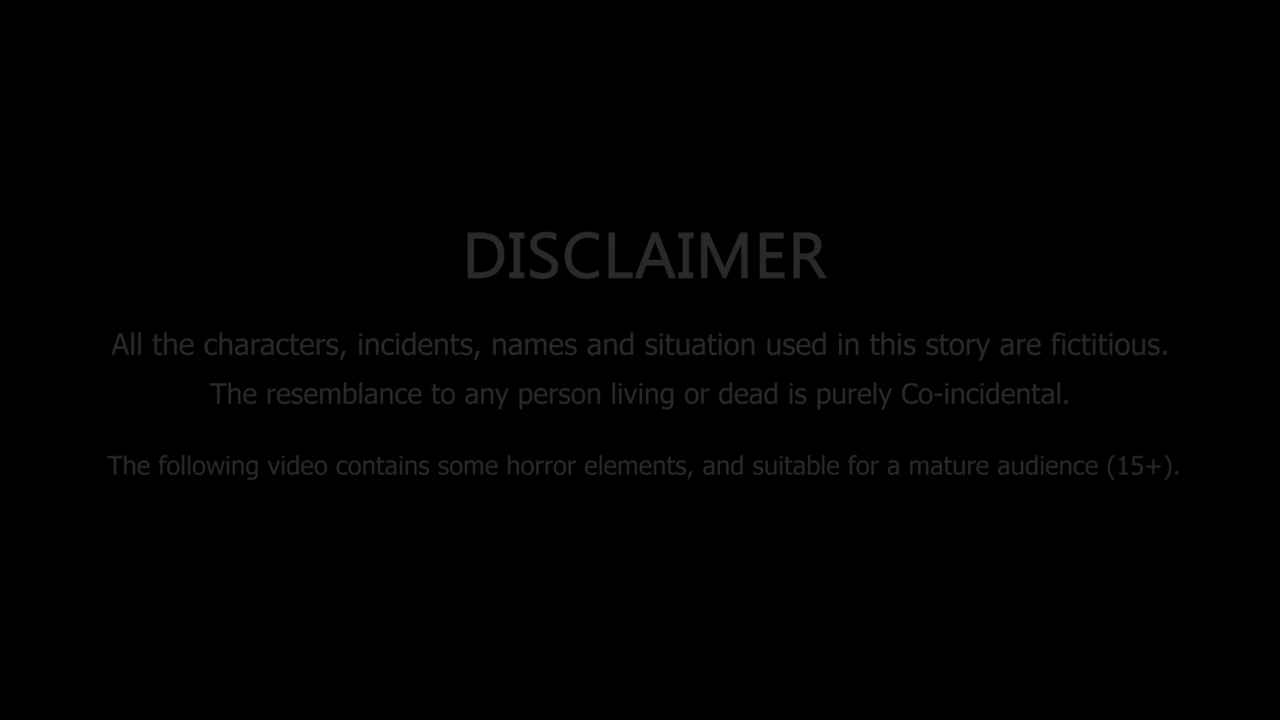 DISCLAIMER
All the characters, incidents, names and situation used in this story are fictitious.
The resemblance to any person living or dead is purely Co-incidental.
The following video contains some horror elements, and suitable for a mature audience (15+).